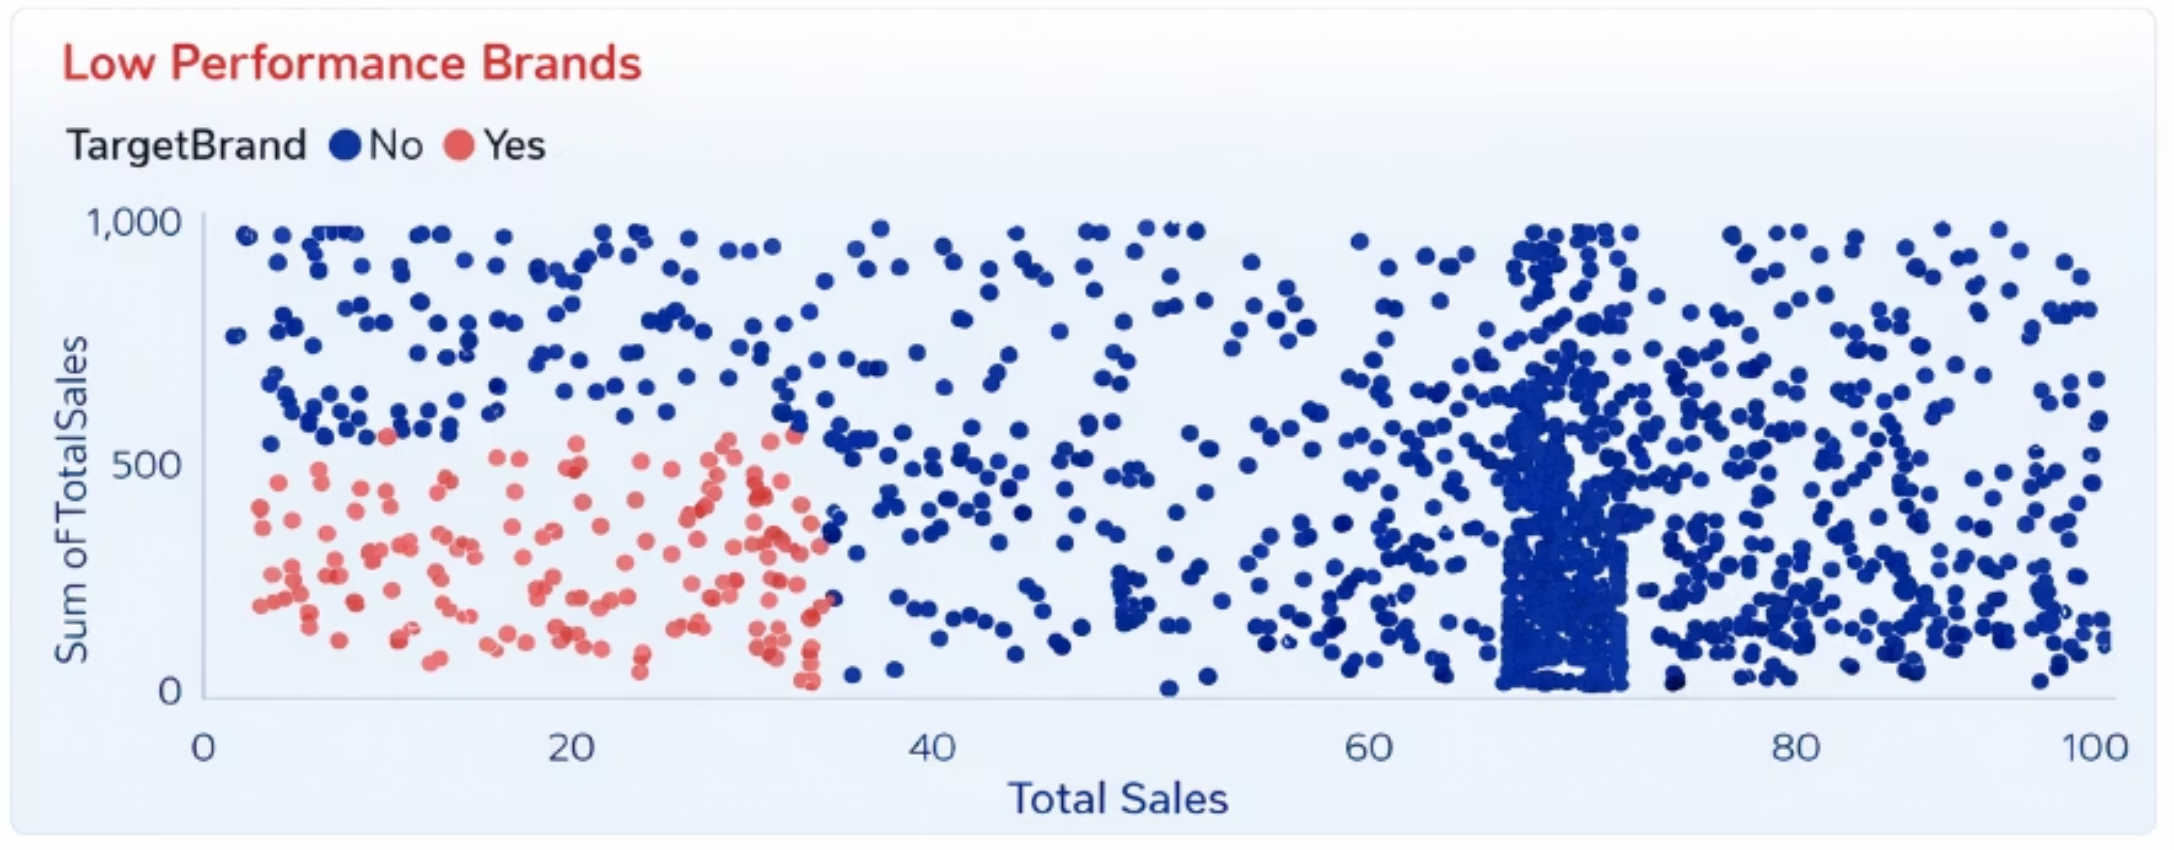 Low Performance Brands
TargetBrand No Yes
1,000
500
0
Sum oF TotalSales
0 20 40 60 80 100
Total Sales